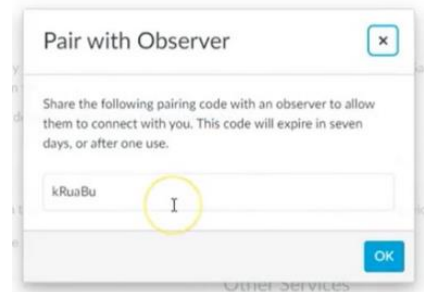 Pair with Observer
×
Share the following pairing code with an observer to allow
them to connect with you. This code will expire in seven
days, or after one use.
kRuaBu
OK
Other Services